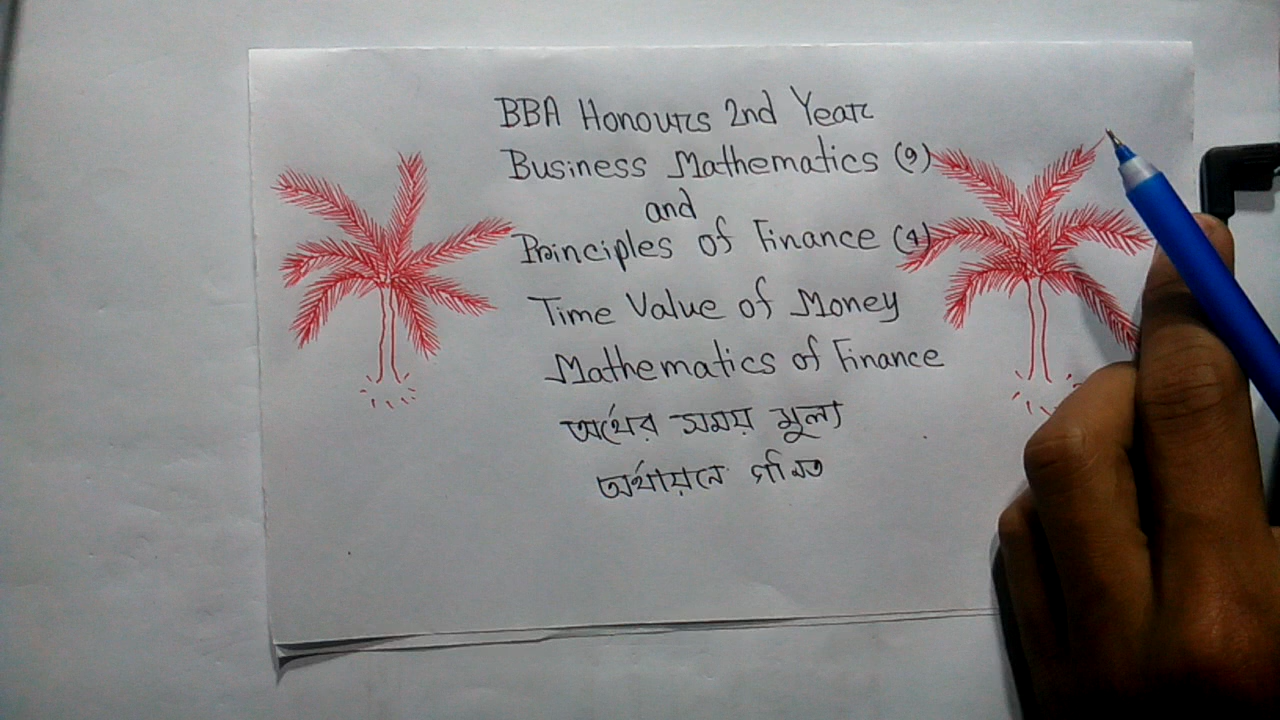 BBA Honours 2nd Year
Business Mathematics (9)
and
Principles of Finance (4)
Time Value of Money
Mathematics of Finance
অর্থের সময় মূল্য
অর্থায়নে গনিত